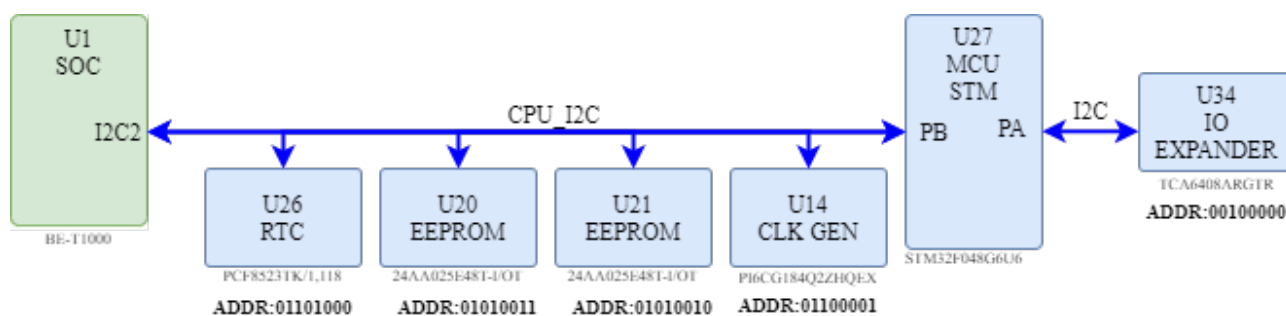 U1
SOC
I2C2
BE-T1000
CPU_I2C
U26
RTC
PCF8523TK/1,118
ADDR:01101000
U20
EEPROM
24AA025E48T-I/OT
ADDR:01010011
U21
EEPROM
24AA025E48T-I/OT
ADDR:01010010
U14
CLK GEN
PI6CG184Q2ZHQEX
ADDR:01100001
U27
MCU
STM
PB
PA
STM32F048G6U6
I2C
U34
IO
EXPANDER
TCA6408ARGTR
ADDR:00100000